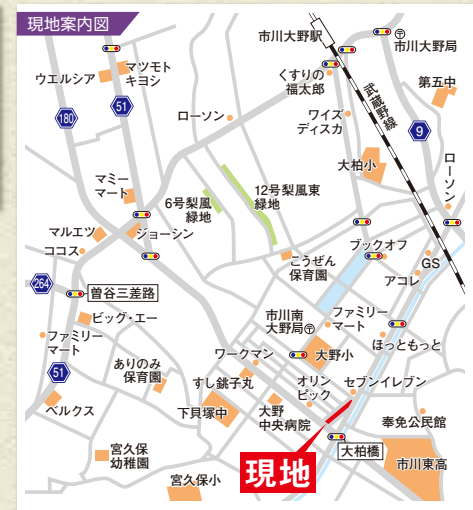 現地案内図
市川大野駅
〒
市川大野局
ウエルシア
マツモト
キヨシ
くすりの
福太郎
武蔵野線
第五中
180
51
ローソン
ワイズ
ディスカ
9
大柏小
ローソン
マミー
マート
6号梨風
緑地
12号梨風東
緑地
マルエツ
ジョーシン
ココス
こうぜん
保育園
ブックオフ
GS
アコレ
264
曽谷三差路
ビッグ・エー
市川南
大野局〒
ファミリー
マート
ほっともっと
ファミリー
マート
ワークマン
大野小
51
ありのみ
保育園
すし銚子丸
オリン
ピック
セブンイレブン
ベルクス
下貝塚中
大野
中央病院
奉免公民館
大柏橋
宮久保
幼稚園
宮久保小
現地
市川東高